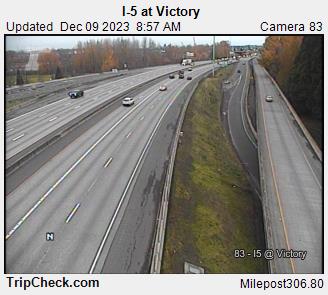 I-5 at Victory
Updated  Dec 09 2023  8:57 AM
Camera 83
N
83 - I5 @ Victory
TripCheck.com
Milepost306.80